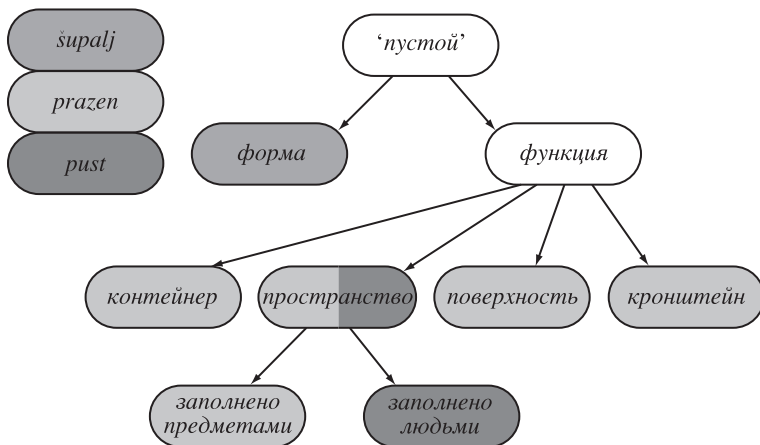 šupalj
prazen
pust
‘пустой’
форма
функция
контейнер
пространство
поверхность
кронштейн
заполнено
предметами
заполнено
людьми